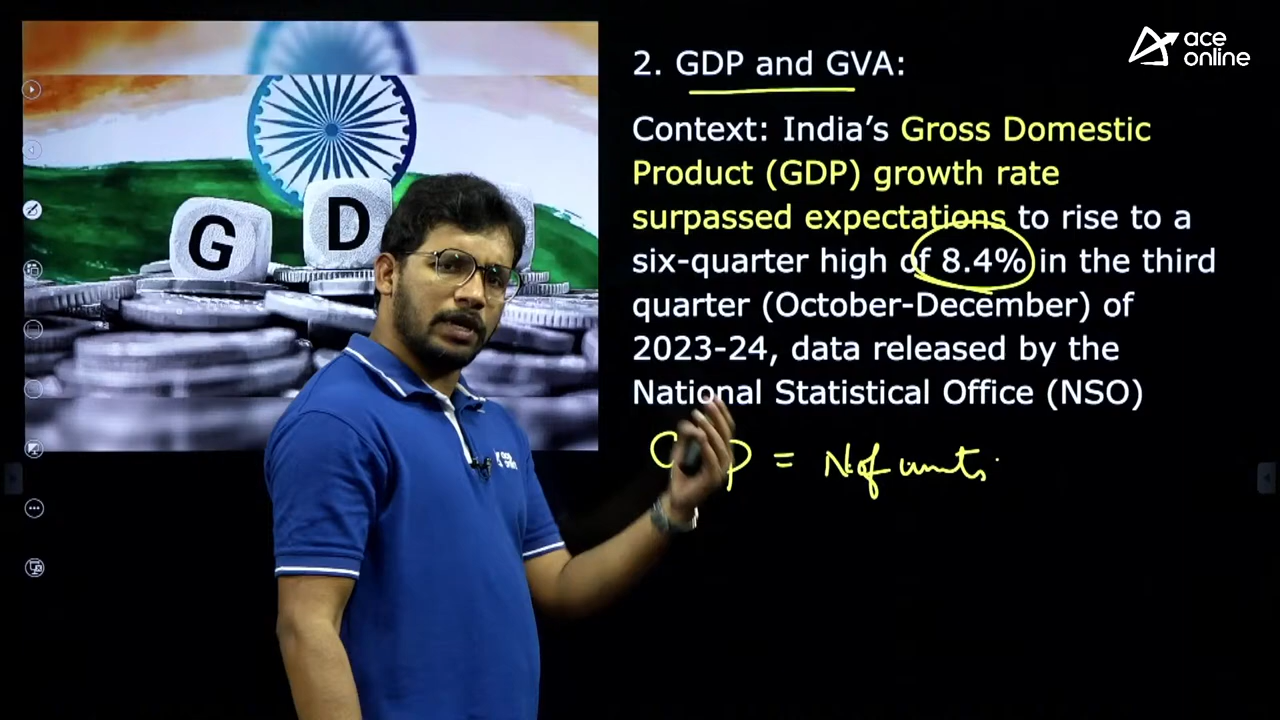 ace
online
2. GDP and GVA:
Context: India's Gross Domestic
Product (GDP) growth rate
surpassed expectations to rise to a
six-quarter high of 8.4% in the third
quarter (October-December) of
2023-24, data released by the
National Statistical Office (NSO)
= N.of units.
G
D
ace
online